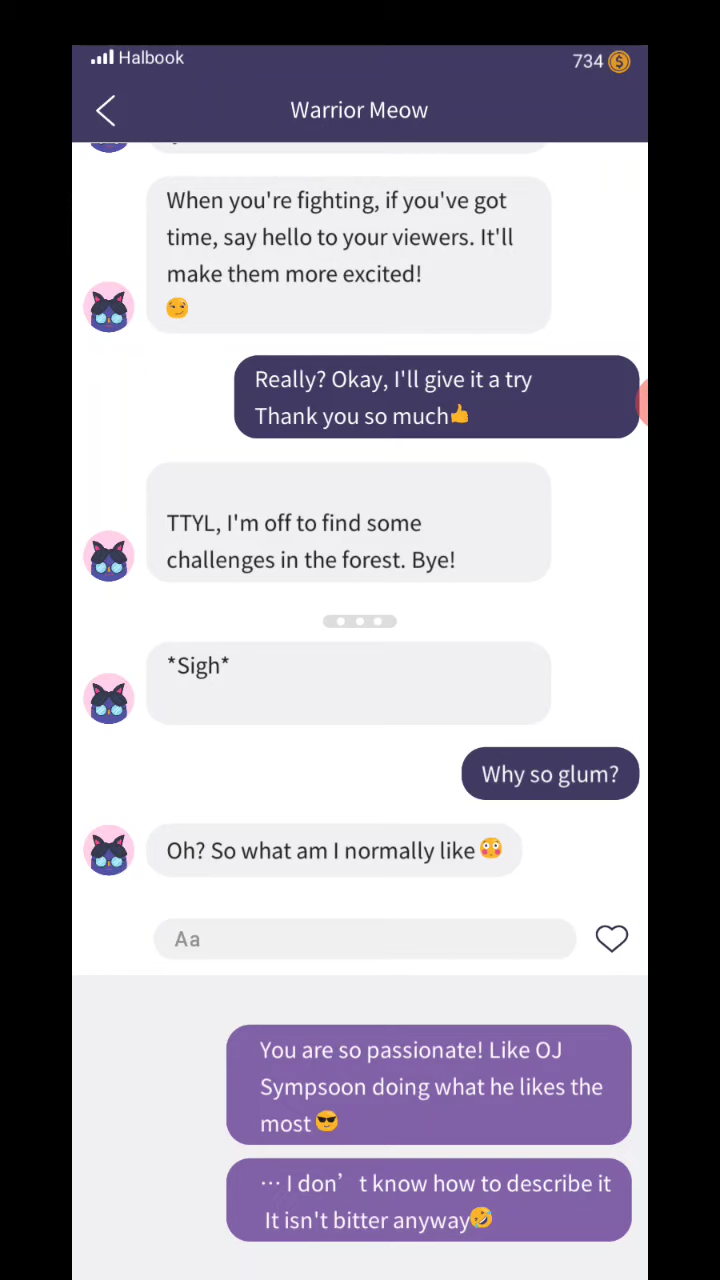 Halbook
734
Warrior Meow
When you're fighting, if you've got
time, say hello to your viewers. It'll
make them more excited!
😏
Really? Okay, I'll give it a try
Thank you so much👍
TTYL, I'm off to find some
challenges in the forest. Bye!
*Sigh*
Why so glum?
Oh? So what am I normally like 😳
Aa
You are so passionate! Like OJ
Sympsoon doing what he likes the
most 😎
… I don’t know how to describe it
It isn't bitter anyway🤣